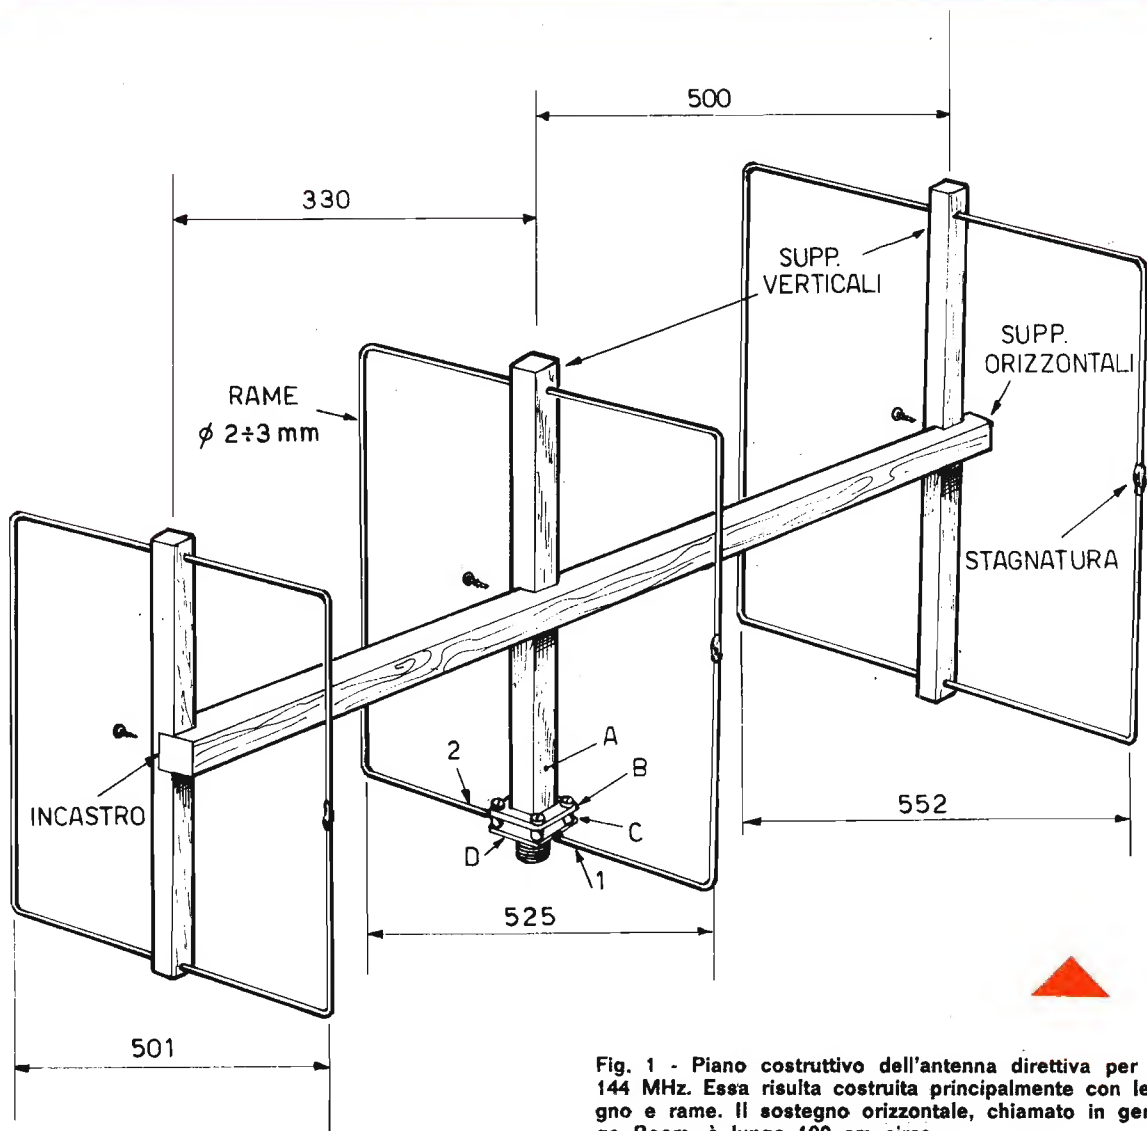 500
330
SUPP.
VERTICALI
SUPP.
ORIZZONTALI
RAME
ϕ 2÷3 mm
STAGNATURA
A
2
B
INCASTRO
C
D
1
552
525
501
Fig. 1 - Piano costruttivo dell'antenna direttiva per
144 MHz. Essa risulta costruita principalmente con le-
gno e rame. Il sostegno orizzontale, chiamato in ger-